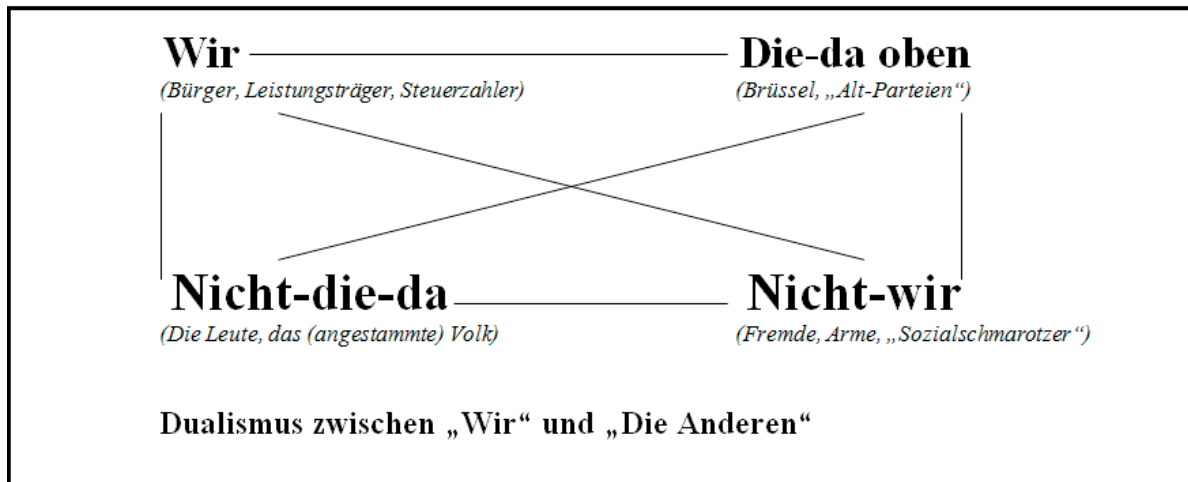 Wir Die-da oben
(Bürger, Leistungsträger, Steuerzahler) (Brüssel, „Alt-Parteien“)
Nicht-die-da Nicht-wir
(Die Leute, das (angestammte) Volk) (Fremde, Arme, „Sozialschmarotzer“)
Dualismus zwischen „Wir“ und „Die Anderen“